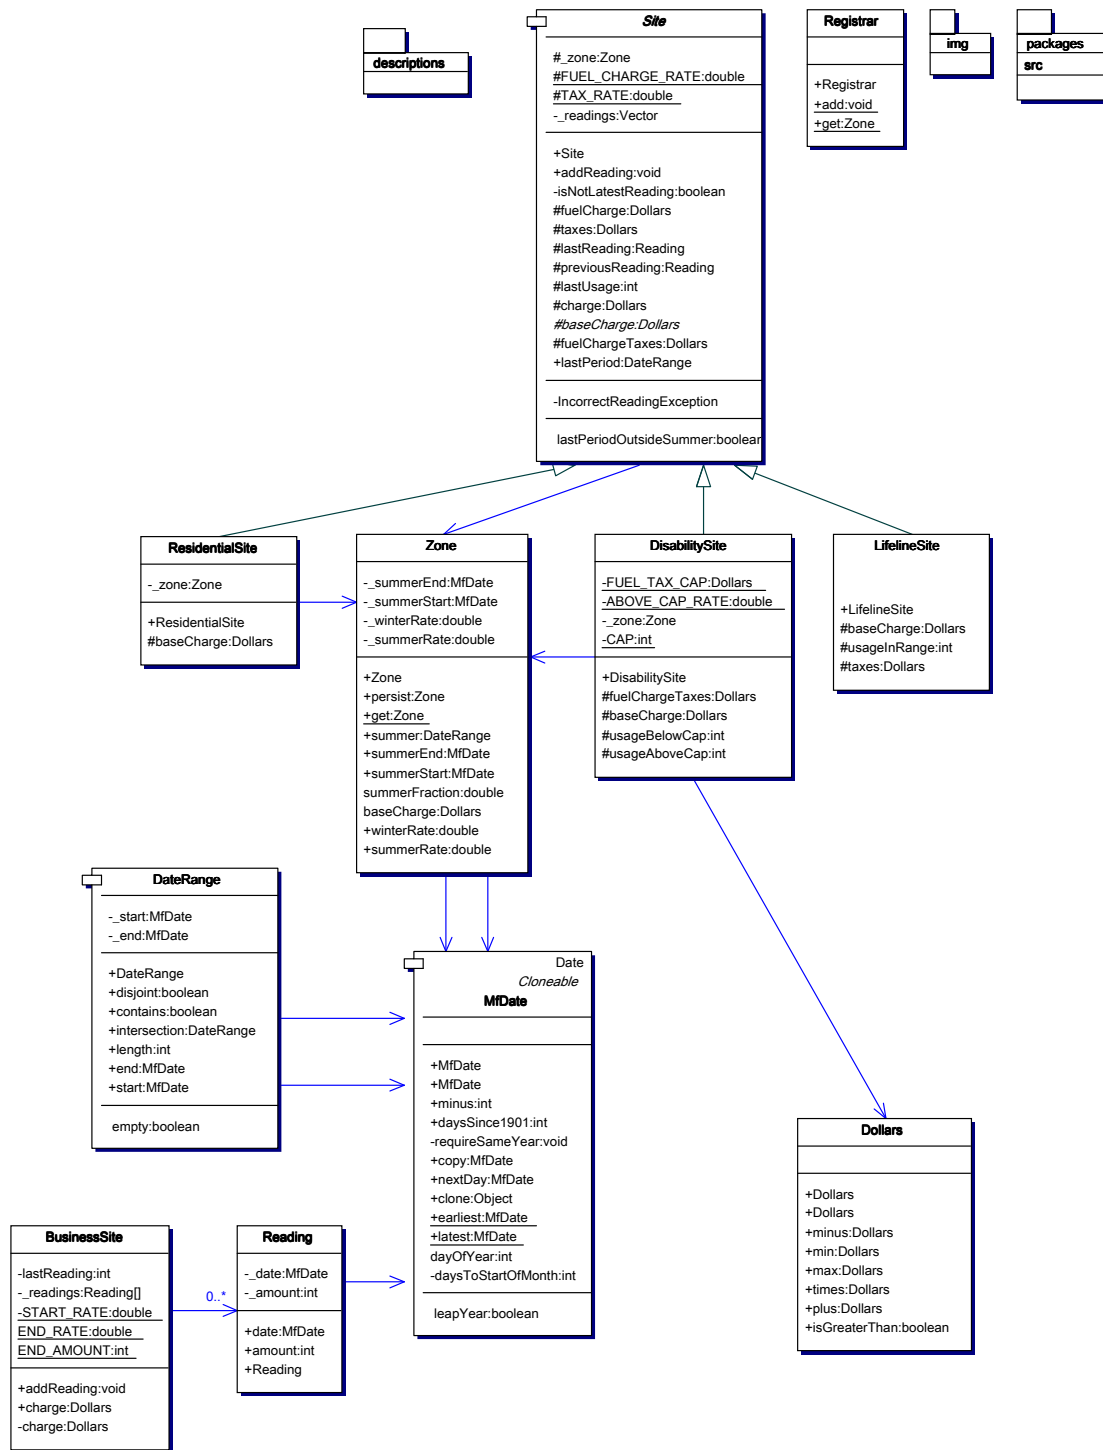 descriptions
Site
#_zone:Zone
#FUEL_CHARGE_RATE:double
#TAX_RATE:double
-_readings:Vector
+Site
+addReading:void
-isNotLatestReading:boolean
#fuelCharge:Dollars
#taxes:Dollars
#lastReading:Reading
#previousReading:Reading
#lastUsage:int
#charge:Dollars
#baseCharge:Dollars
#fuelChargeTaxes:Dollars
+lastPeriod:DateRange
-IncorrectReadingException
lastPeriodOutsideSummer:boolean
Registrar
+Registrar
+add:void
+get:Zone
img
packages
src
ResidentialSite
-_zone:Zone
+ResidentialSite
#baseCharge:Dollars
Zone
-_summerEnd:MfDate
-_summerStart:MfDate
-_winterRate:double
-_summerRate:double
+Zone
+persist:Zone
+get:Zone
+summer:DateRange
+summerEnd:MfDate
+summerStart:MfDate
summerFraction:double
baseCharge:Dollars
+winterRate:double
+summerRate:double
DisabilitySite
-FUEL_TAX_CAP:Dollars
-ABOVE_CAP_RATE:double
-_zone:Zone
-CAP:int
+DisabilitySite
#fuelChargeTaxes:Dollars
#baseCharge:Dollars
#usageBelowCap:int
#usageAboveCap:int
LifelineSite
+LifelineSite
#baseCharge:Dollars
#usageInRange:int
#taxes:Dollars
DateRange
-_start:MfDate
-_end:MfDate
+DateRange
+disjoint:boolean
+contains:boolean
+intersection:DateRange
+length:int
+end:MfDate
+start:MfDate
empty:boolean
Date
Cloneable
MfDate
+MfDate
+MfDate
+minus:int
+daysSince1901:int
-requireSameYear:void
+copy:MfDate
+nextDay:MfDate
+clone:Object
+earliest:MfDate
+latest:MfDate
dayOfYear:int
-daysToStartOfMonth:int
leapYear:boolean
Dollars
+Dollars
+Dollars
+minus:Dollars
+min:Dollars
+max:Dollars
+times:Dollars
+plus:Dollars
+isGreaterThan:boolean
BusinessSite
-lastReading:int
-_readings:Reading[]
-START_RATE:double
END_RATE:double
END_AMOUNT:int
+addReading:void
+charge:Dollars
-charge:Dollars
0..*
Reading
-_date:MfDate
-_amount:int
+date:MfDate
+amount:int
+Reading